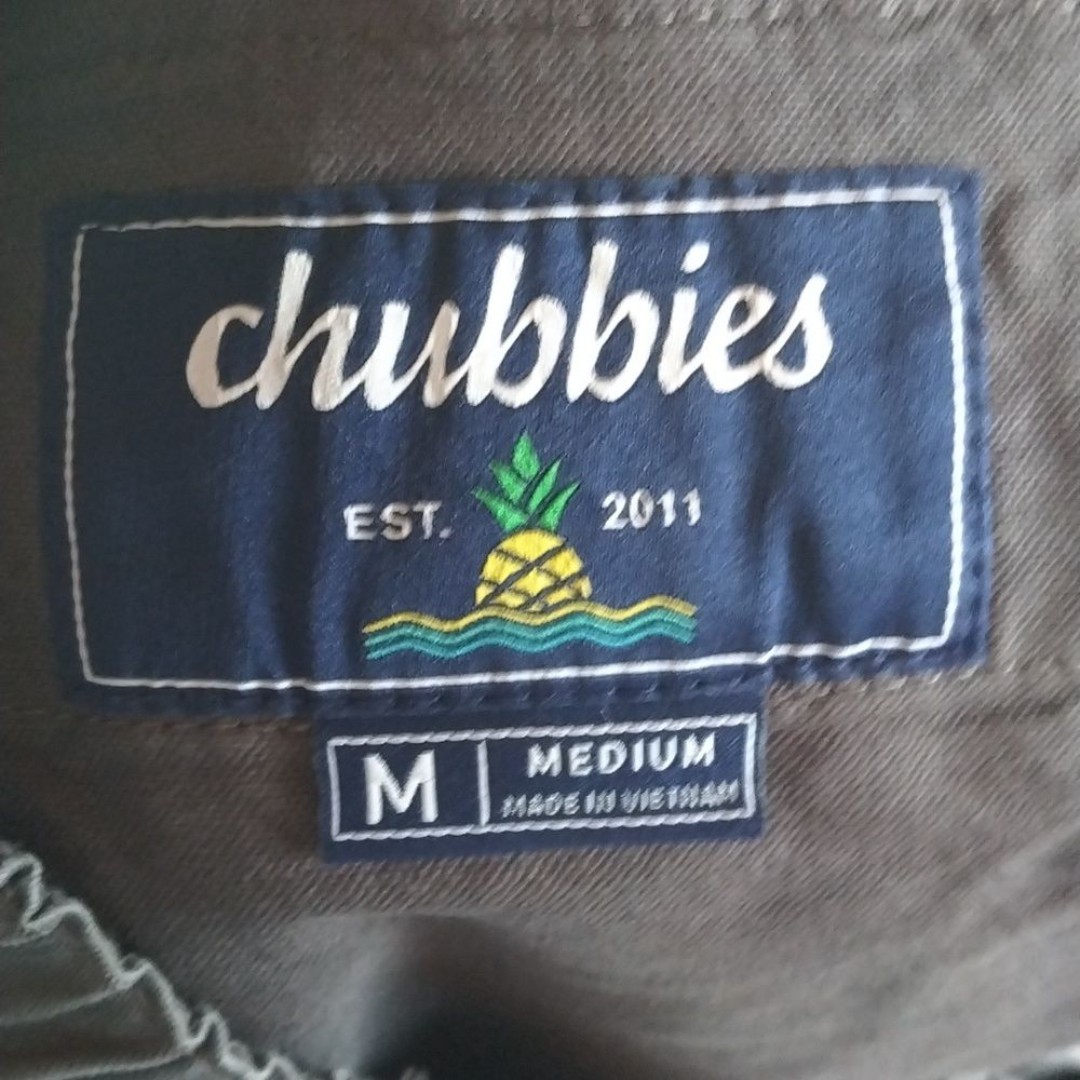 chubbies
EST. 2011
M
MEDIUM
MADE IN VIETNAM